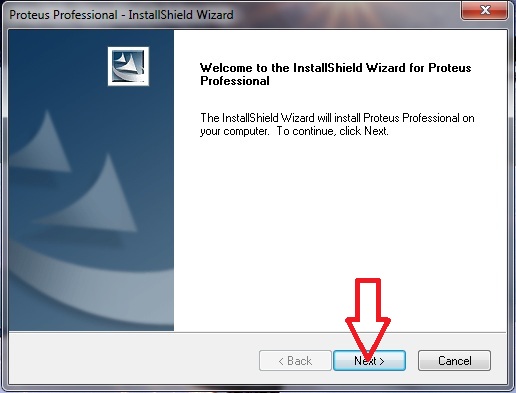 Proteus Professional - InstallShield Wizard
Welcome to the InstallShield Wizard for Proteus
Professional
The InstallShield Wizard will install Proteus Professional on
your computer. To continue, click Next.
< Back
Next >
Cancel